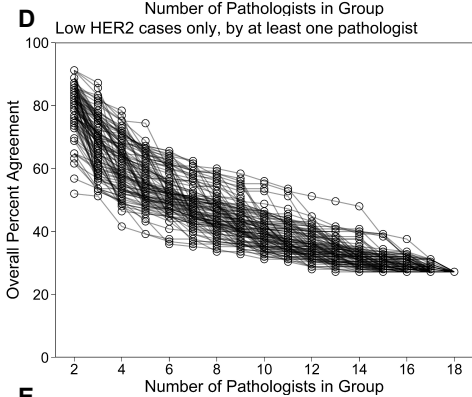 Number of Pathologists in Group
D
Low HER2 cases only, by at least one pathologist
Overall Percent Agreement
100
80
60
40
20
0
2 4 6 8 10 12 14 16 18
Number of Pathologists in Group
E